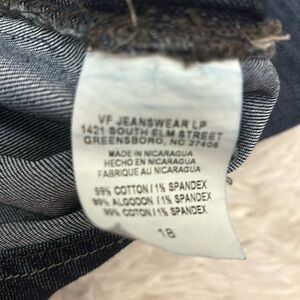 VF JEANSWEAR LP
1421 SOUTH ELM STREET
GREENSBORO, NC 27406
MADE IN NICARAGUA
HECHO EN NICARAGUA
FABRIQUE AU NICARAGUA
99% COTTON/1% SPANDEX
99% ALGODON/1% SPANDEX
99% COTON/1% SPANDEX
18